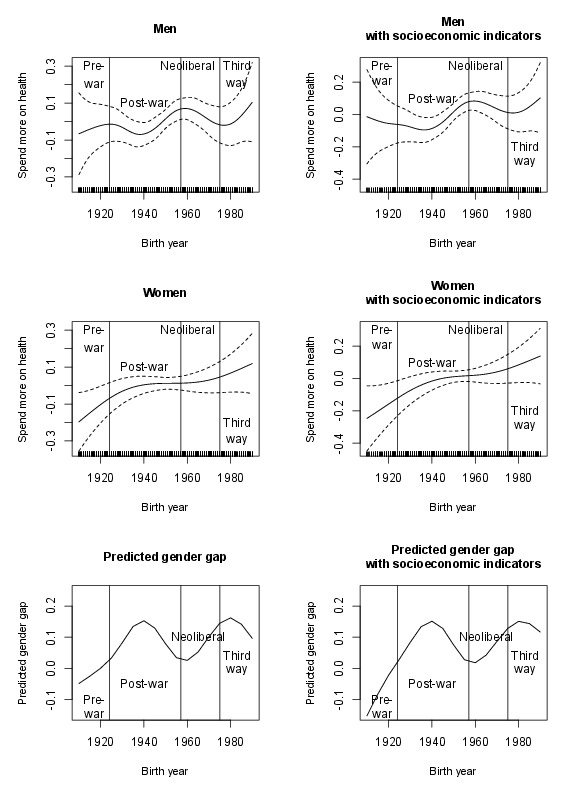 Men
Spend more on health
0.3
0.1
-0.1
-0.3
Pre-
war
Post-war
Neoliberal
Third
way
1920 1940 1960 1980
Birth year
Men
with socioeconomic indicators
Spend more on health
0.2
0.0
-0.2
-0.4
Pre-
war
Post-war
Neoliberal
Third
way
1920 1940 1960 1980
Birth year
Women
Spend more on health
0.3
0.1
-0.1
-0.3
Pre-
war
Post-war
Neoliberal
Third
way
1920 1940 1960 1980
Birth year
Women
with socioeconomic indicators
Spend more on health
0.2
0.0
-0.2
-0.4
Pre-
war
Post-war
Neoliberal
Third
way
1920 1940 1960 1980
Birth year
Predicted gender gap
Predicted gender gap
0.2
0.1
0.0
-0.1
Pre-
war
Post-war
Neoliberal
Third
way
1920 1940 1960 1980
Birth year
Predicted gender gap
with socioeconomic indicators
Predicted gender gap
0.2
0.1
0.0
-0.1
Pre-
war
Post-war
Neoliberal
Third
way
1920 1940 1960 1980
Birth year